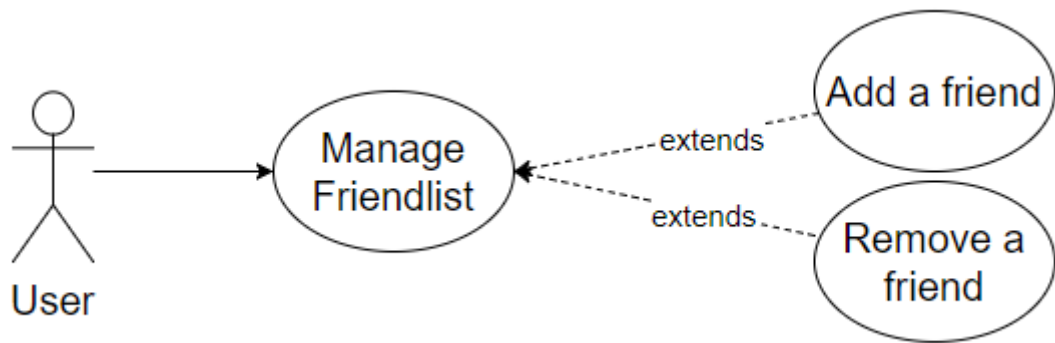 User
Manage
Friendlist
extends
extends
Add a friend
Remove a
friend